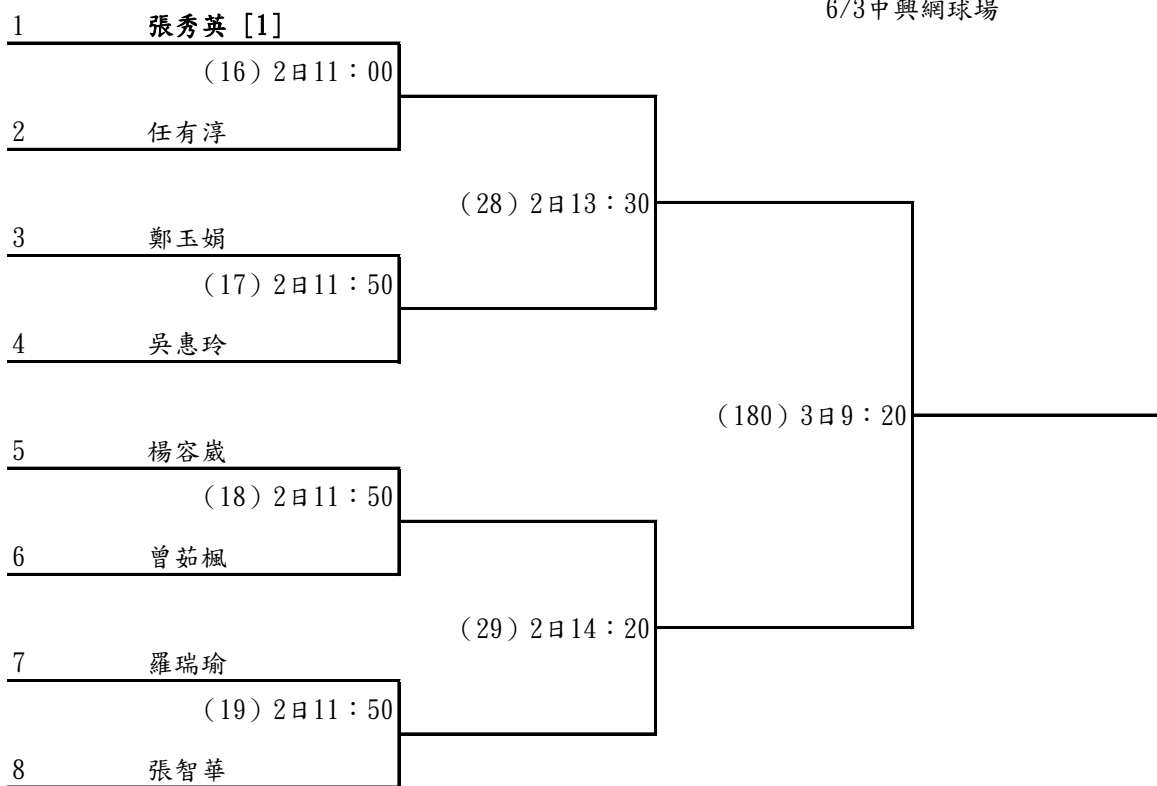 6/3中興網球場
1 張秀英 [1]
(16) 2日11：00
2 任有淳
(28) 2日13：30
3 鄭玉娟
(17) 2日11：50
4 吳惠玲
(180) 3日9：20
5 楊容崴
(18) 2日11：50
6 曾茹楓
(29) 2日14：20
7 羅瑞瑜
(19) 2日11：50
8 張智華